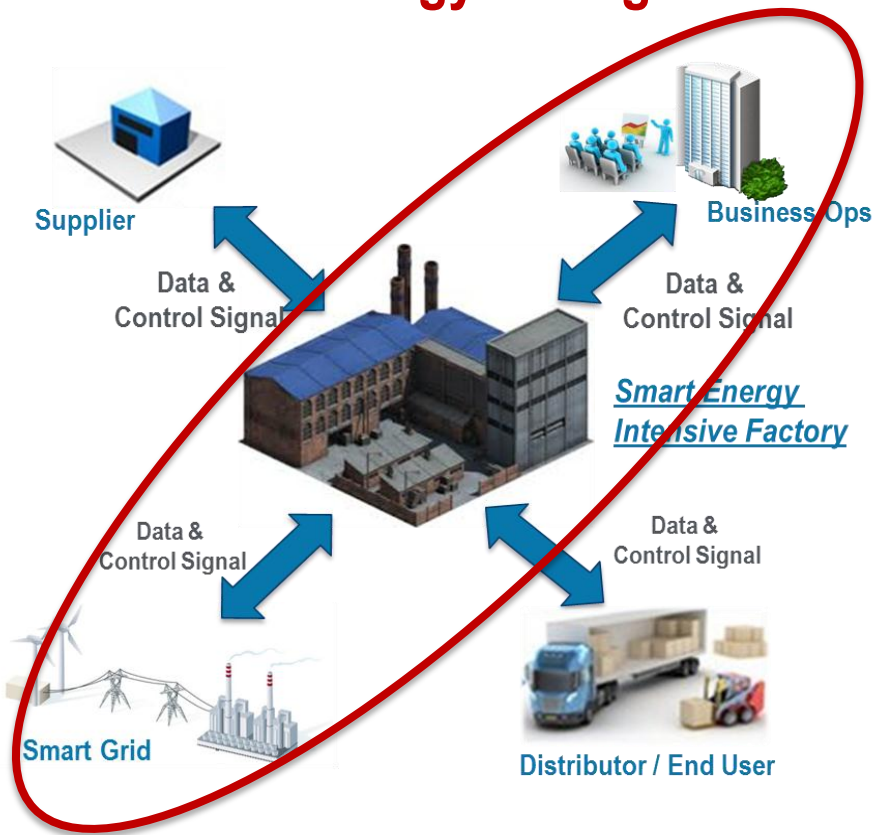 Supplier
Business Ops
Data &
Control Signal
Data &
Control Signal
Smart Energy
Intensive Factory
Data &
Control Signal
Data &
Control Signal
Smart Grid
Distributor / End User